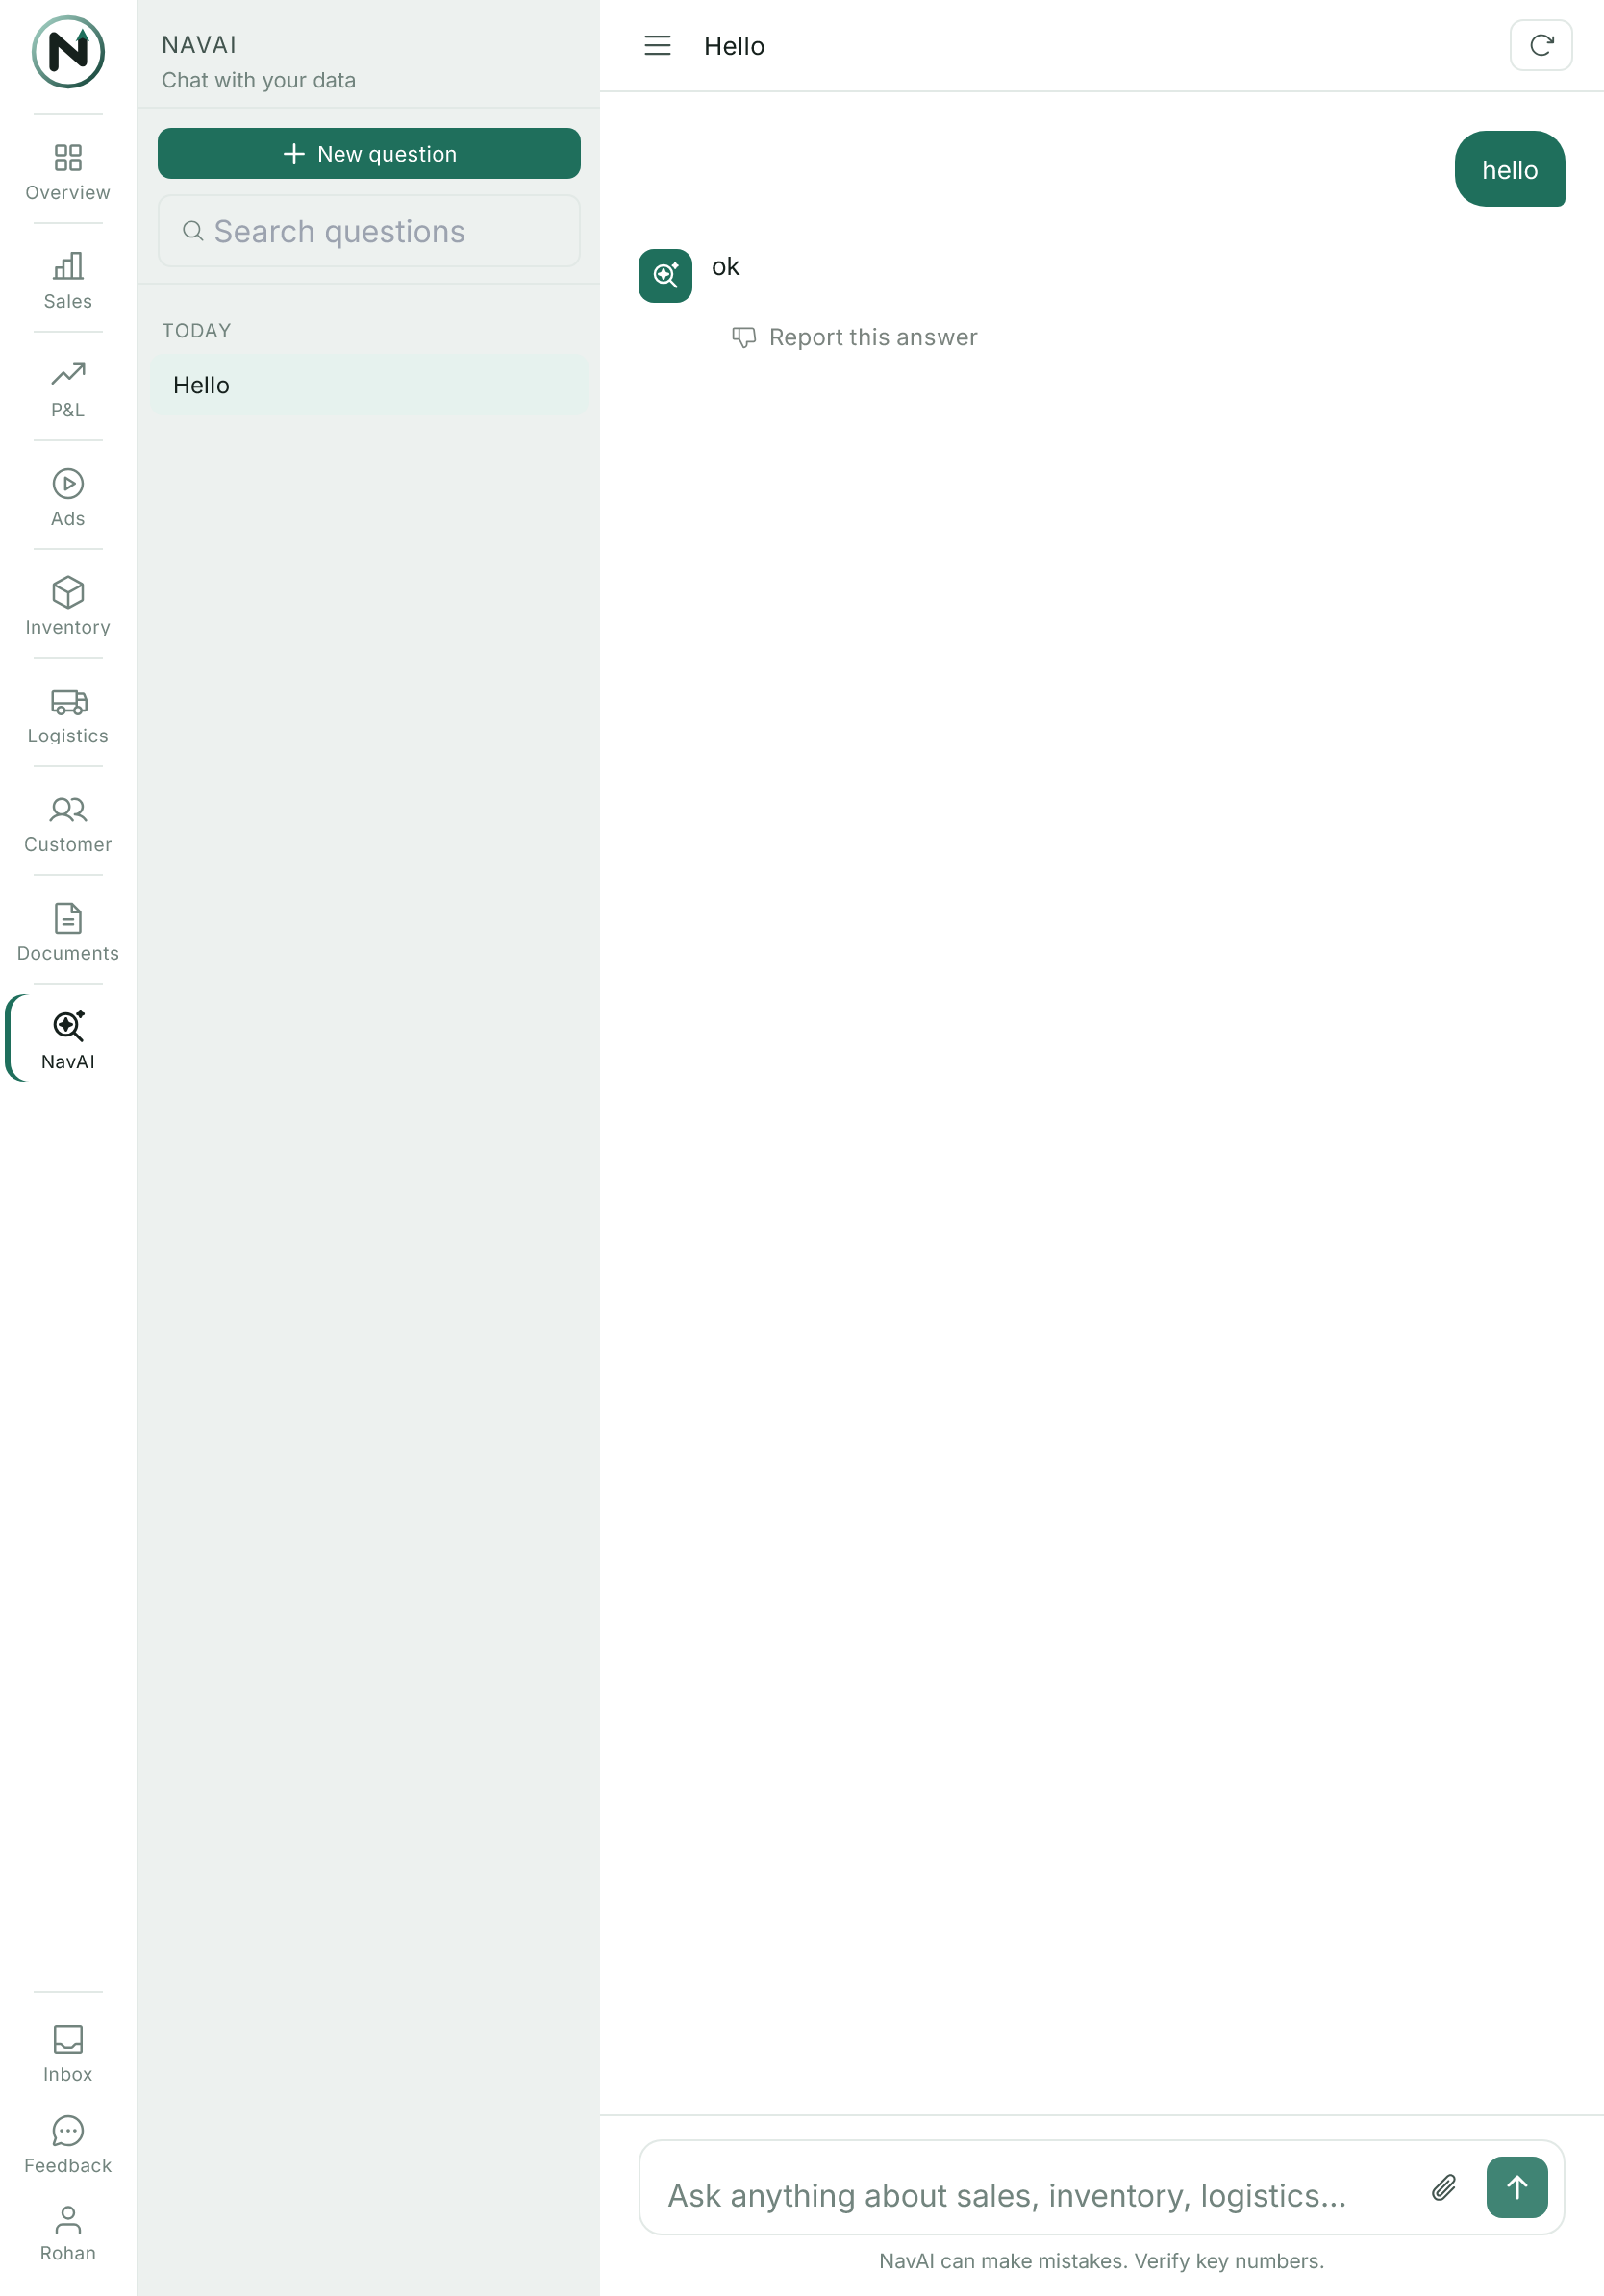 N
Overview
Sales
P&L
Ads
Inventory
Logistics
Customer
Documents
NavAI
Inbox
Feedback
Rohan
NAVAI
Chat with your data
New question
Search questions
TODAY
Hello
Hello
hello
ok
Report this answer
Ask anything about sales, inventory, logistics...
NavAI can make mistakes. Verify key numbers.